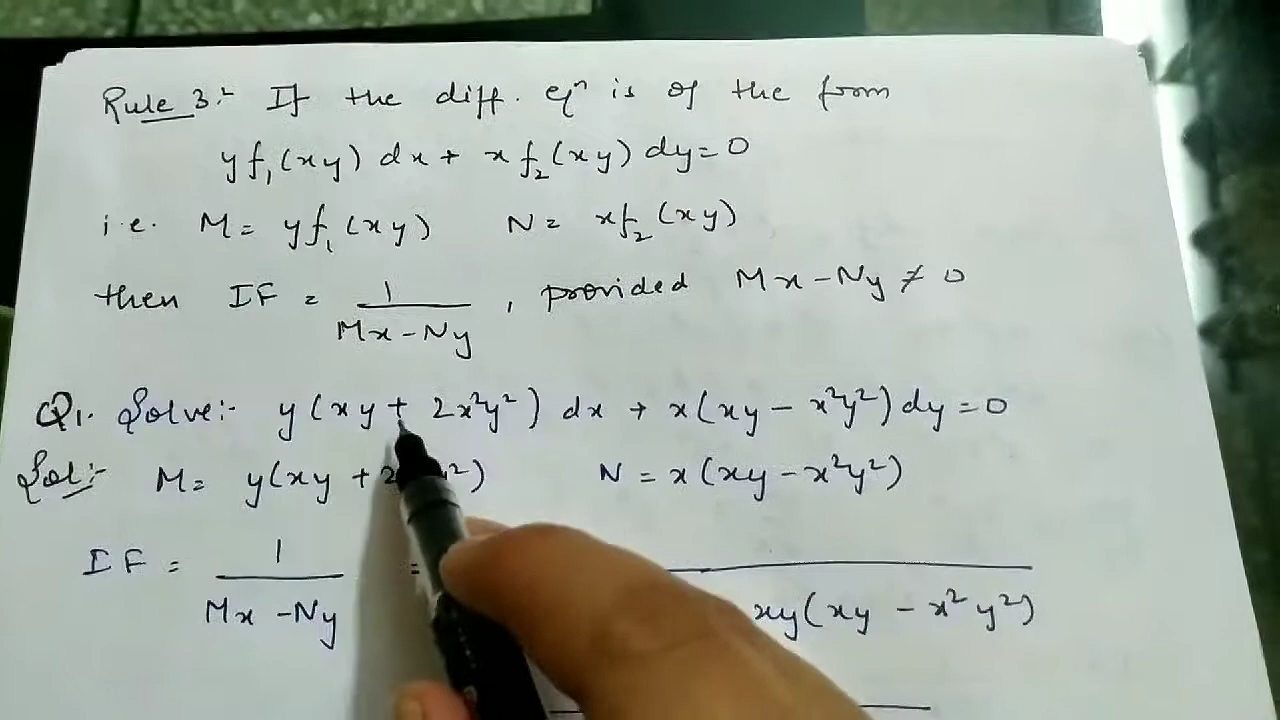 Rule 3:- If the diff. eqⁿ is of the form
yf₁(xy) dx + xf₂(xy) dy = 0
i.e. M = yf₁(xy) N = xf₂(xy)
then IF = 1/(Mx - Ny), provided Mx - Ny ≠ 0
Q1. Solve:- y(xy + 2x²y²) dx + x(xy - x²y²) dy = 0
Sol:- M = y(xy + 2 y²) N = x(xy - x²y²)
IF = 1/(Mx - Ny) = xy(xy - x²y²)